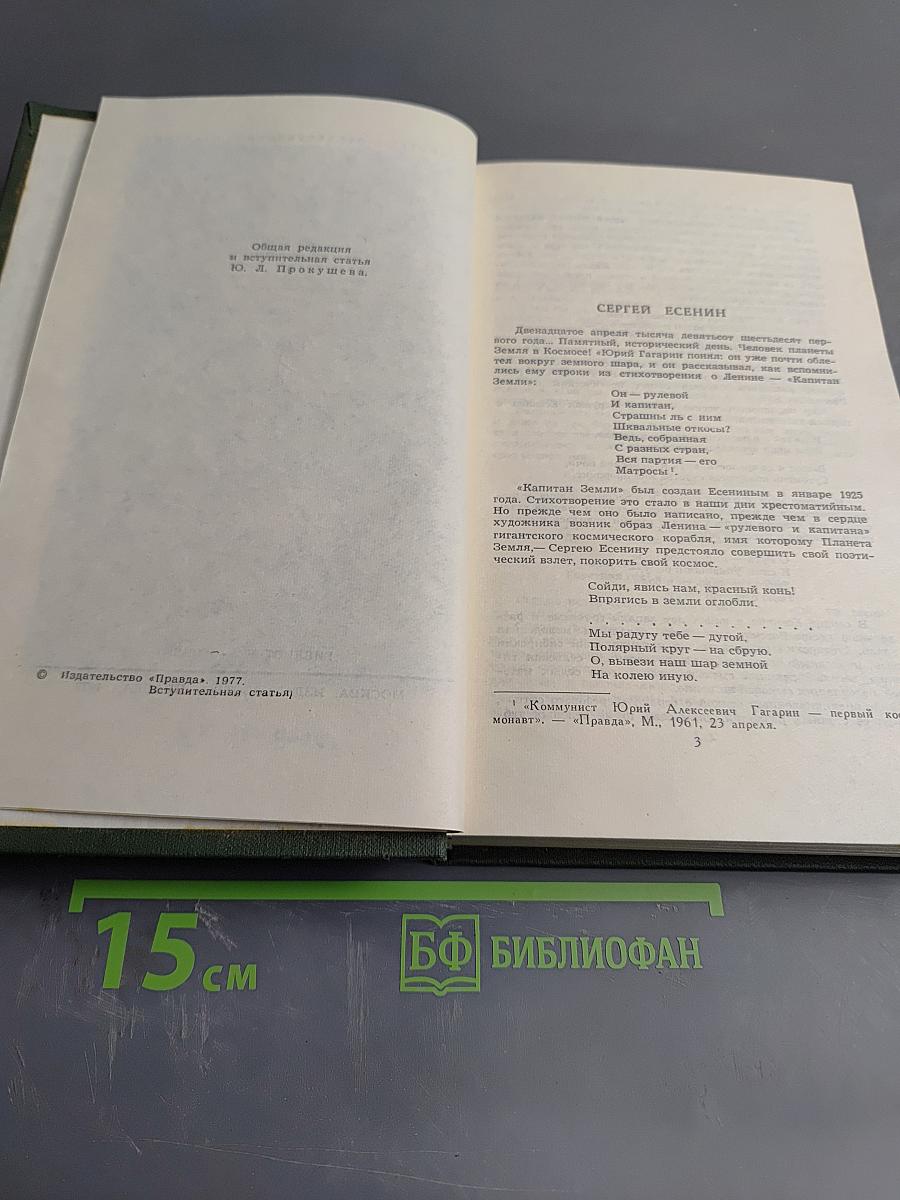 Общая редакция
и вступительная статья
Ю. Л. Прокушева.
© Издательство «Правда». 1977.
Вступительная статья.
СЕРГЕЙ ЕСЕНИН
Двенадцатое апреля тысяча девятьсот шестьдесят пер-
вого года... Памятный, исторический день. Человек планеты
Земля в Космосе! «Юрий Гагарин понял: он уже почти обле-
тел вокруг земного шара, и он рассказывал, как вспомни-
лись ему строки из стихотворения о Ленине — «Капитан
Земли»:
Он — рулевой
И капитан,
Страшны ль с ним
Шквальные откосы?
Ведь, собранная
С разных стран,
Вся партия — его
Матросы¹.
«Капитан Земли» был создан Есениным в январе 1925
года. Стихотворение это стало в наши дни хрестоматийным.
Но прежде чем оно было написано, прежде чем в сердце
художника возник образ Ленина — «рулевого и капитана»
гигантского космического корабля, имя которому Планета
Земля,— Сергею Есенину предстояло совершить свой поэти-
ческий взлет, покорить свой космос.
Сойди, явись нам, красный конь!
Впрягись в земли оглобли.
. . . . . . . . . . . . . . .
Мы радугу тебе — дугой,
Полярный круг — на сбрую.
О, вывези наш шар земной
На колею иную.
¹ «Коммунист Юрий Алексеевич Гагарин — первый кос
монавт». — «Правда», М., 1961, 23 апреля.
3
15 см
БФ БИБЛИОФАН